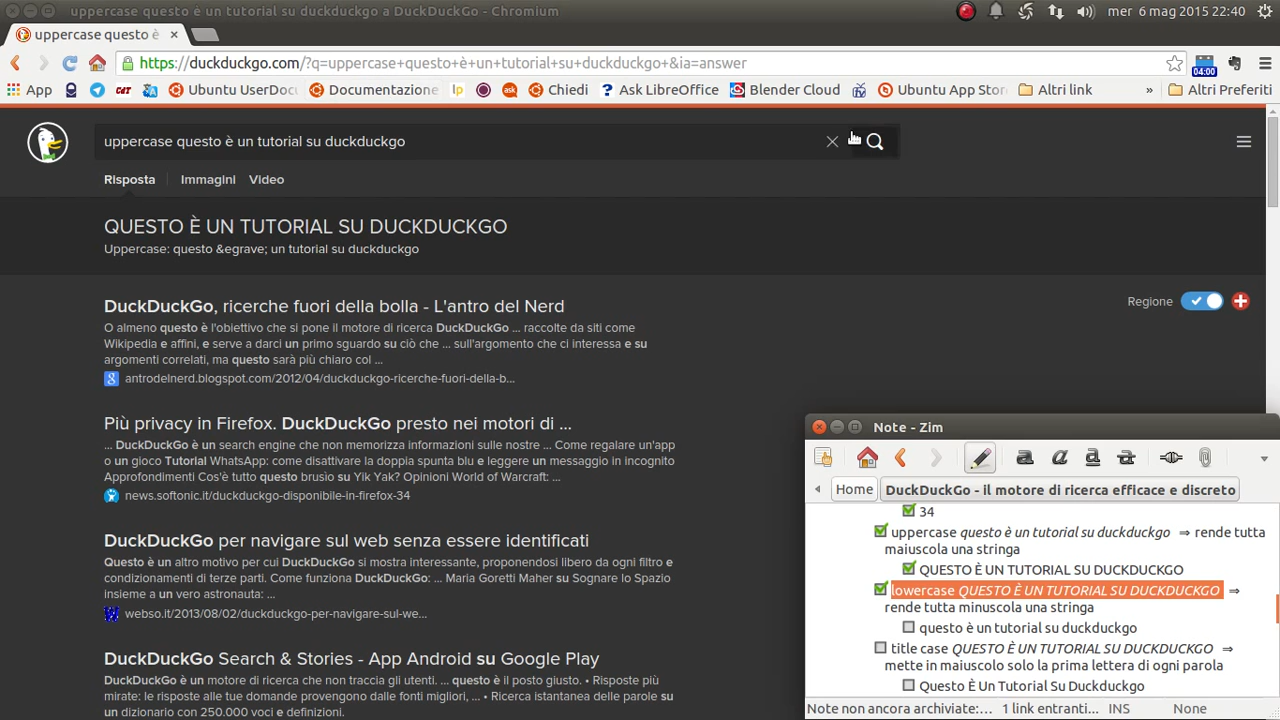 uppercase questo è un tutorial su duckduckgo a DuckDuckGo - Chromium
mer 6 mag 2015 22:40
uppercase questo è
https://duckduckgo.com/?q=uppercase+questo+è+un+tutorial+su+duckduckgo+&ia=answer
04:00
App
CAT
Ubuntu UserDocu
Documentazione
lp
ask
Chiedi
? Ask LibreOffice
Blender Cloud
Ubuntu App Stor
Altri link
»
Altri Preferiti
uppercase questo è un tutorial su duckduckgo
Risposta
Immagini
Video
QUESTO È UN TUTORIAL SU DUCKDUCKGO
Uppercase: questo &egrave; un tutorial su duckduckgo
DuckDuckGo, ricerche fuori della bolla - L'antro del Nerd
Regione
O almeno questo è l'obiettivo che si pone il motore di ricerca DuckDuckGo ... raccolte da siti come
Wikipedia e affini, e serve a darci un primo sguardo su ciò che ... sull'argomento che ci interessa e su
argomenti correlati, ma questo sarà più chiaro col ...
antrodelnerd.blogspot.com/2012/04/duckduckgo-ricerche-fuori-della-b...
Più privacy in Firefox. DuckDuckGo presto nei motori di ...
... DuckDuckGo è un search engine che non memorizza informazioni sulle nostre ... Come regalare un'app
o un gioco Tutorial WhatsApp: come disattivare la doppia spunta blu e leggere un messaggio in incognito
Approfondimenti Cos'è tutto questo brusio su Yik Yak? Opinioni World of Warcraft: ...
news.softonic.it/duckduckgo-disponibile-in-firefox-34
DuckDuckGo per navigare sul web senza essere identificati
Questo è un altro motivo per cui DuckDuckGo si mostra interessante, proponendosi libero da ogni filtro e
condizionamenti di terze parti. Come funziona DuckDuckGo: ... Maria Goretti Maher su Sognare lo Spazio
insieme a un vero astronauta: ...
webso.it/2013/08/02/duckduckgo-per-navigare-sul-we...
DuckDuckGo Search & Stories - App Android su Google Play
DuckDuckGo è un motore di ricerca che non traccia gli utenti. ... questo è il posto giusto. • Risposte più
mirate: le risposte alle tue domande provengono dalle fonti migliori, ... • Ricerca istantanea delle parole su
un dizionario con 250.000 voci e definizioni.
Note - Zim
a a a a
Home
DuckDuckGo - il motore di ricerca efficace e discreto
34
uppercase questo è un tutorial su duckduckgo ⇒ rende tutta
maiuscola una stringa
QUESTO È UN TUTORIAL SU DUCKDUCKGO
lowercase QUESTO È UN TUTORIAL SU DUCKDUCKGO ⇒
rende tutta minuscola una stringa
questo è un tutorial su duckduckgo
title case QUESTO È UN TUTORIAL SU DUCKDUCKGO ⇒
mette in maiuscolo solo la prima lettera di ogni parola
Questo È Un Tutorial Su Duckduckgo
Note non ancora archiviate:...
1 link entranti...
INS
None